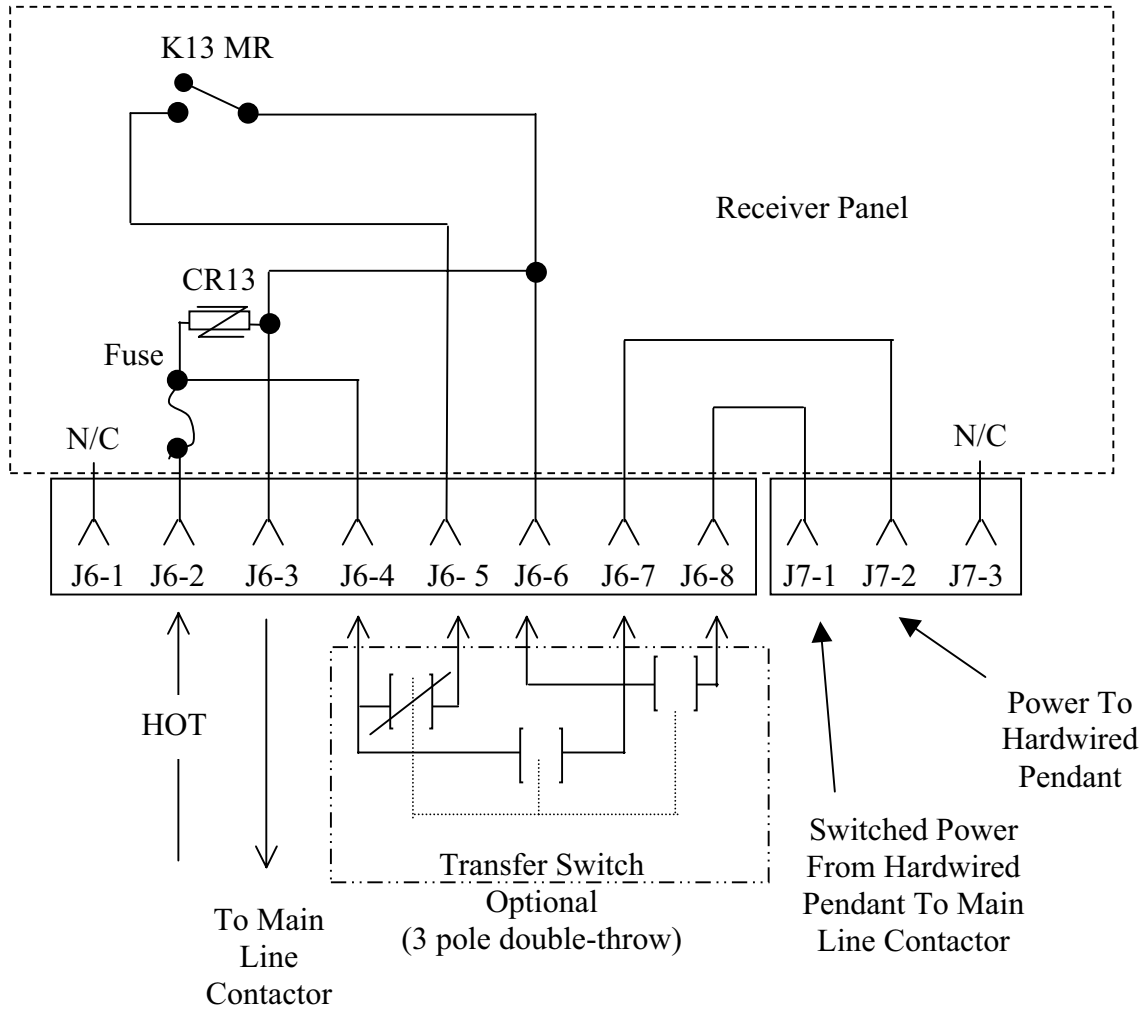 K13 MR
Receiver Panel
CR13
Fuse
N/C
N/C
J6-1 J6-2 J6-3 J6-4 J6- 5 J6-6 J6-7 J6-8 J7-1 J7-2 J7-3
HOT
Power To
Hardwired
Pendant
Switched Power
From Hardwired
Pendant To Main
Line Contactor
Transfer Switch
Optional
(3 pole double-throw)
To Main
Line
Contactor